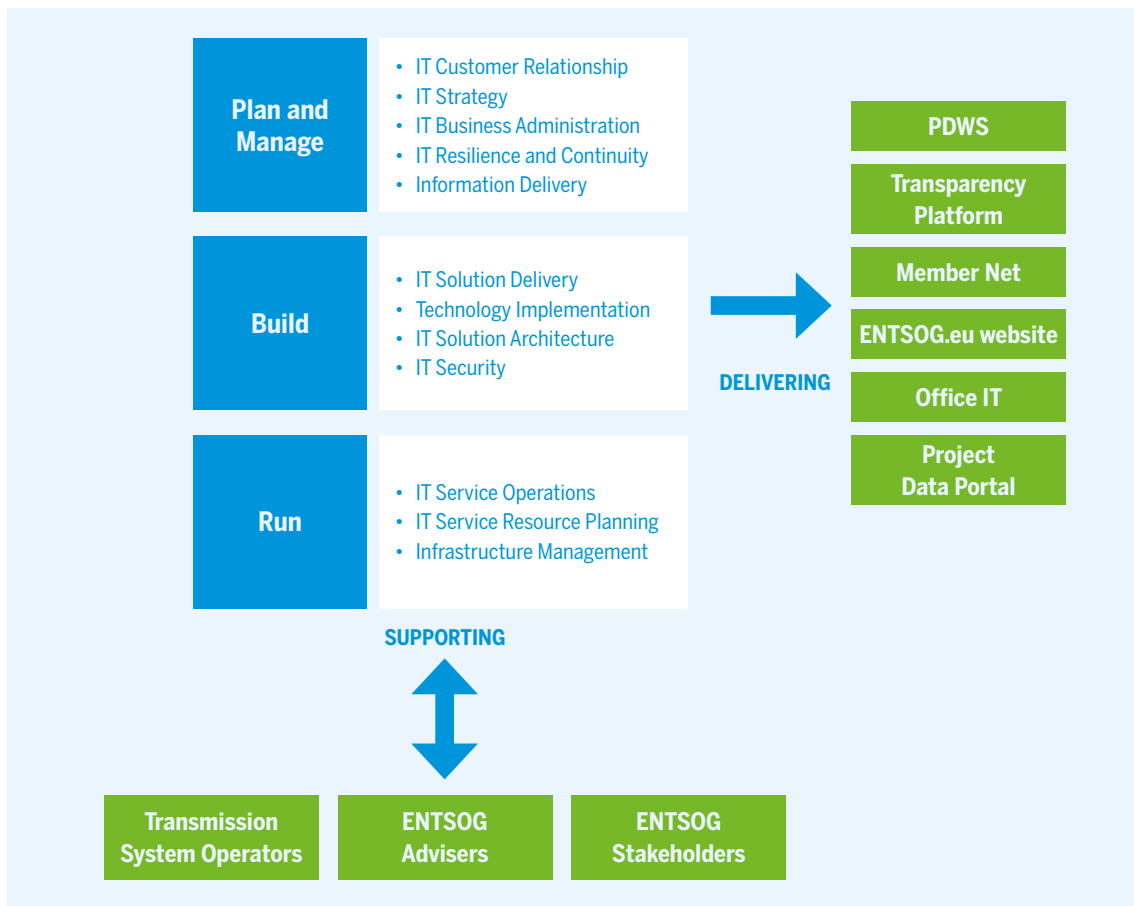 Plan and
Manage
• IT Customer Relationship
• IT Strategy
• IT Business Administration
• IT Resilience and Continuity
• Information Delivery
Build
• IT Solution Delivery
• Technology Implementation
• IT Solution Architecture
• IT Security
Run
• IT Service Operations
• IT Service Resource Planning
• Infrastructure Management
DELIVERING
PDWS
Transparency
Platform
Member Net
ENTSOG.eu website
Office IT
Project
Data Portal
SUPPORTING
Transmission
System Operators
ENTSOG
Advisers
ENTSOG
Stakeholders